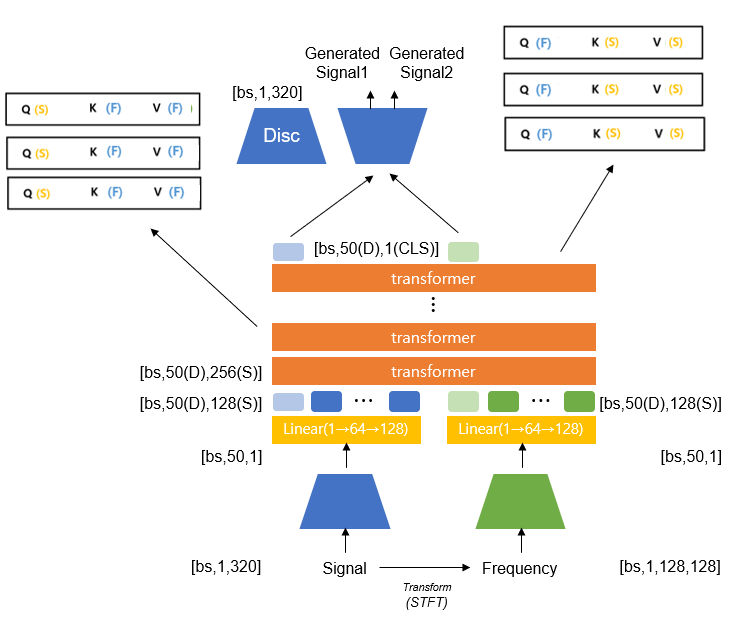 Generated
Signal1
Generated
Signal2
[bs,1,320]
Disc
Q (F) K (S) V (S)
Q (F) K (S) V (S)
Q (F) K (S) V (S)
Q (S) K (F) V (F)
Q (S) K (F) V (F)
Q (S) K (F) V (F)
[bs,50(D),1(CLS)]
transformer
⋮
transformer
[bs,50(D),256(S)]
transformer
[bs,50(D),128(S)]
⋯
⋯
[bs,50(D),128(S)]
Linear(1→64→128)
Linear(1→64→128)
[bs,50,1]
[bs,50,1]
[bs,1,320]
Signal
Frequency
[bs,1,128,128]
Transform
(STFT)